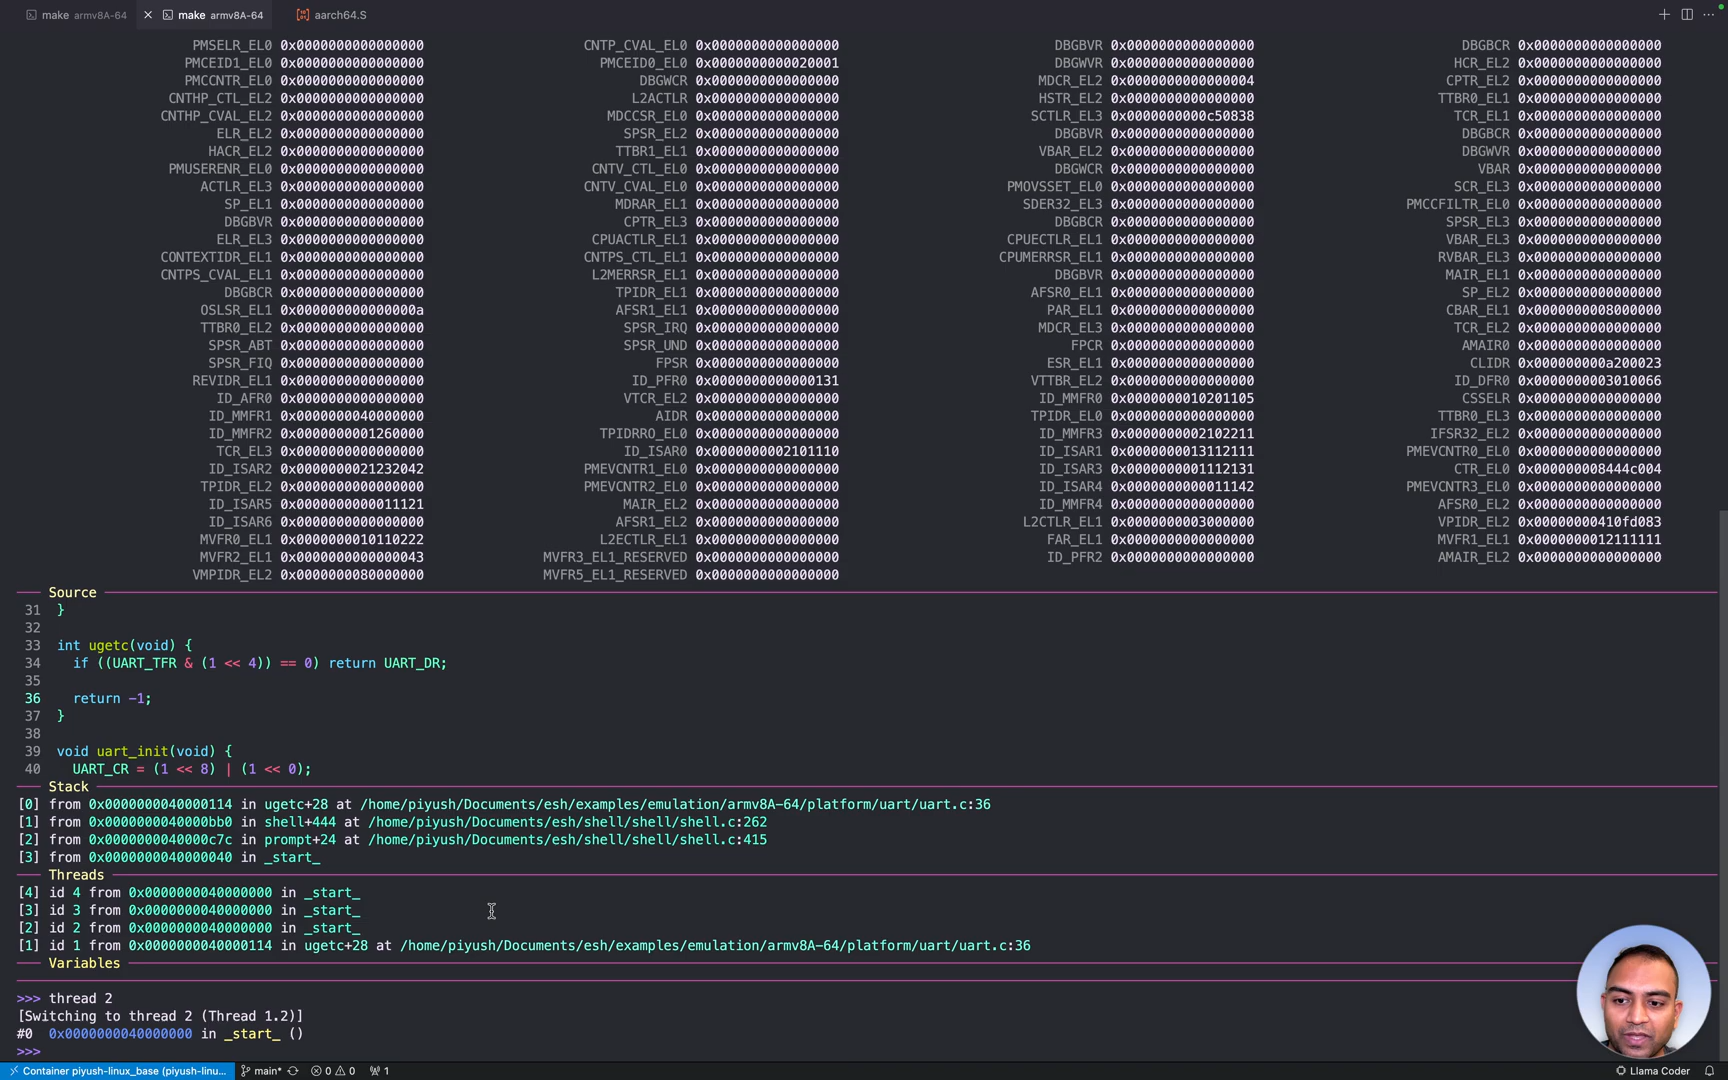 make armv8A-64 make armv8A-64 aarch64.S
PMSELR_EL0 0x0000000000000000 CNTP_CVAL_EL0 0x0000000000000000 DBGBVR 0x0000000000000000 DBGBCR 0x0000000000000000
PMCEID1_EL0 0x0000000000000000 PMCEID0_EL0 0x0000000000020001 DBGWVR 0x0000000000000000 HCR_EL2 0x0000000000000000
PMCCNTR_EL0 0x0000000000000000 DBGWCR 0x0000000000000000 MDCR_EL2 0x0000000000000004 CPTR_EL2 0x0000000000000000
CNTHP_CTL_EL2 0x0000000000000000 L2ACTLR 0x0000000000000000 HSTR_EL2 0x0000000000000000 TTBR0_EL1 0x0000000000000000
CNTHP_CVAL_EL2 0x0000000000000000 MDCCSR_EL0 0x0000000000000000 SCTLR_EL3 0x0000000000c50838 TCR_EL1 0x0000000000000000
ELR_EL2 0x0000000000000000 SPSR_EL2 0x0000000000000000 DBGBVR 0x0000000000000000 DBGBCR 0x0000000000000000
HACR_EL2 0x0000000000000000 TTBR1_EL1 0x0000000000000000 VBAR_EL2 0x0000000000000000 DBGWVR 0x0000000000000000
PMUSERENR_EL0 0x0000000000000000 CNTV_CTL_EL0 0x0000000000000000 DBGWCR 0x0000000000000000 VBAR 0x0000000000000000
ACTLR_EL3 0x0000000000000000 CNTV_CVAL_EL0 0x0000000000000000 PMOVSSET_EL0 0x0000000000000000 SCR_EL3 0x0000000000000000
SP_EL1 0x0000000000000000 MDRAR_EL1 0x0000000000000000 SDER32_EL3 0x0000000000000000 PMCCFILTR_EL0 0x0000000000000000
DBGBVR 0x0000000000000000 CPTR_EL3 0x0000000000000000 DBGBCR 0x0000000000000000 SPSR_EL3 0x0000000000000000
ELR_EL3 0x0000000000000000 CPUACTLR_EL1 0x0000000000000000 CPUECTLR_EL1 0x0000000000000000 VBAR_EL3 0x0000000000000000
CONTEXTIDR_EL1 0x0000000000000000 CNTPS_CTL_EL1 0x0000000000000000 CPUMERRSR_EL1 0x0000000000000000 RVBAR_EL3 0x0000000000000000
CNTPS_CVAL_EL1 0x0000000000000000 L2MERRSR_EL1 0x0000000000000000 DBGBVR 0x0000000000000000 MAIR_EL1 0x0000000000000000
DBGBCR 0x0000000000000000 TPIDR_EL1 0x0000000000000000 AFSR0_EL1 0x0000000000000000 SP_EL2 0x0000000000000000
OSLSR_EL1 0x000000000000000a AFSR1_EL1 0x0000000000000000 PAR_EL1 0x0000000000000000 CBAR_EL1 0x0000000008000000
TTBR0_EL2 0x0000000000000000 SPSR_IRQ 0x0000000000000000 MDCR_EL3 0x0000000000000000 TCR_EL2 0x0000000000000000
SPSR_ABT 0x0000000000000000 SPSR_UND 0x0000000000000000 FPCR 0x0000000000000000 AMAIR0 0x0000000000000000
SPSR_FIQ 0x0000000000000000 FPSR 0x0000000000000000 ESR_EL1 0x0000000000000000 CLIDR 0x000000000a200023
REVIDR_EL1 0x0000000000000000 ID_PFR0 0x0000000000000131 VTTBR_EL2 0x0000000000000000 ID_DFR0 0x0000000003010066
ID_AFR0 0x0000000000000000 VTCR_EL2 0x0000000000000000 ID_MMFR0 0x0000000010201105 CSSELR 0x0000000000000000
ID_MMFR1 0x0000000040000000 AIDR 0x0000000000000000 TPIDR_EL0 0x0000000000000000 TTBR0_EL3 0x0000000000000000
ID_MMFR2 0x0000000001260000 TPIDRRO_EL0 0x0000000000000000 ID_MMFR3 0x0000000002102211 IFSR32_EL2 0x0000000000000000
TCR_EL3 0x0000000000000000 ID_ISAR0 0x0000000002101110 ID_ISAR1 0x0000000013112111 PMEVCNTR0_EL0 0x0000000000000000
ID_ISAR2 0x0000000021232042 PMEVCNTR1_EL0 0x0000000000000000 ID_ISAR3 0x0000000001112131 CTR_EL0 0x000000008444c004
TPIDR_EL2 0x0000000000000000 PMEVCNTR2_EL0 0x0000000000000000 ID_ISAR4 0x0000000000011142 PMEVCNTR3_EL0 0x0000000000000000
ID_ISAR5 0x0000000000011121 MAIR_EL2 0x0000000000000000 ID_MMFR4 0x0000000000000000 AFSR0_EL2 0x0000000000000000
ID_ISAR6 0x0000000000000000 AFSR1_EL2 0x0000000000000000 L2CTLR_EL1 0x0000000003000000 VPIDR_EL2 0x00000000410fd083
MVFR0_EL1 0x0000000010110222 L2ECTLR_EL1 0x0000000000000000 FAR_EL1 0x0000000000000000 MVFR1_EL1 0x0000000012111111
MVFR2_EL1 0x0000000000000043 MVFR3_EL1_RESERVED 0x0000000000000000 ID_PFR2 0x0000000000000000 AMAIR_EL2 0x0000000000000000
VMPIDR_EL2 0x0000000080000000 MVFR5_EL1_RESERVED 0x0000000000000000
Source
31 }
32
33 int ugetc(void) {
34 if ((UART_TFR & (1 << 4)) == 0) return UART_DR;
35
36 return -1;
37 }
38
39 void uart_init(void) {
40 UART_CR = (1 << 8) | (1 << 0);
Stack
[0] from 0x0000000040000114 in ugetc+28 at /home/piyush/Documents/esh/examples/emulation/armv8A-64/platform/uart/uart.c:36
[1] from 0x0000000040000bb0 in shell+444 at /home/piyush/Documents/esh/shell/shell/shell.c:262
[2] from 0x0000000040000c7c in prompt+24 at /home/piyush/Documents/esh/shell/shell/shell.c:415
[3] from 0x0000000040000040 in _start_
Threads
[4] id 4 from 0x0000000040000000 in _start_
[3] id 3 from 0x0000000040000000 in _start_
[2] id 2 from 0x0000000040000000 in _start_
[1] id 1 from 0x0000000040000114 in ugetc+28 at /home/piyush/Documents/esh/examples/emulation/armv8A-64/platform/uart/uart.c:36
Variables
>>> thread 2
[Switching to thread 2 (Thread 1.2)]
#0 0x0000000040000000 in _start_ ()
>>>
Container piyush-linux_base (piyush-linu... main* 0 0 1 Llama Coder